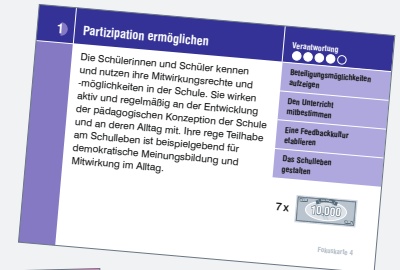 1
Partizipation ermöglichen
Die Schülerinnen und Schüler kennen
und nutzen ihre Mitwirkungsrechte und
-möglichkeiten in der Schule. Sie wirken
aktiv und regelmäßig an der Entwicklung
der pädagogischen Konzeption der Schule
und an deren Alltag mit. Ihre rege Teilhabe
am Schulleben ist beispielgebend für
demokratische Meinungsbildung und
Mitwirkung im Alltag.
Verantwortung
Beteiligungsmöglichkeiten
aufzeigen
Den Unterricht
mitbestimmen
Eine Feedbackkultur
etablieren
Das Schulleben
gestalten
7 x
10.000